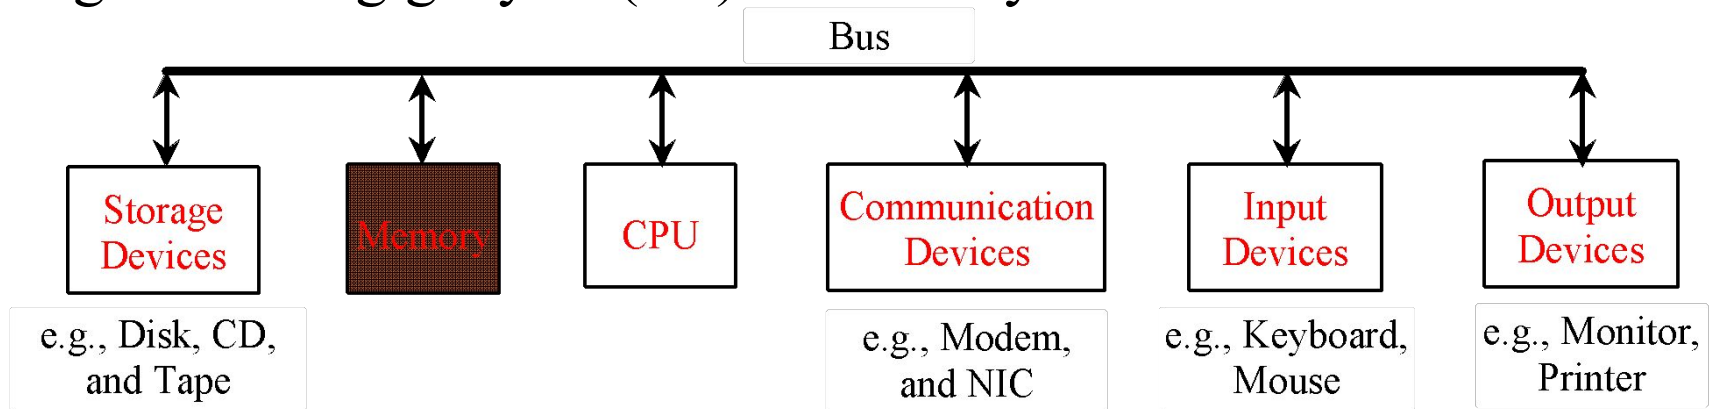 Bus
Storage
Devices
Memory
CPU
Communication
Devices
Input
Devices
Output
Devices
e.g., Disk, CD,
and Tape
e.g., Modem,
and NIC
e.g., Keyboard,
Mouse
e.g., Monitor,
Printer